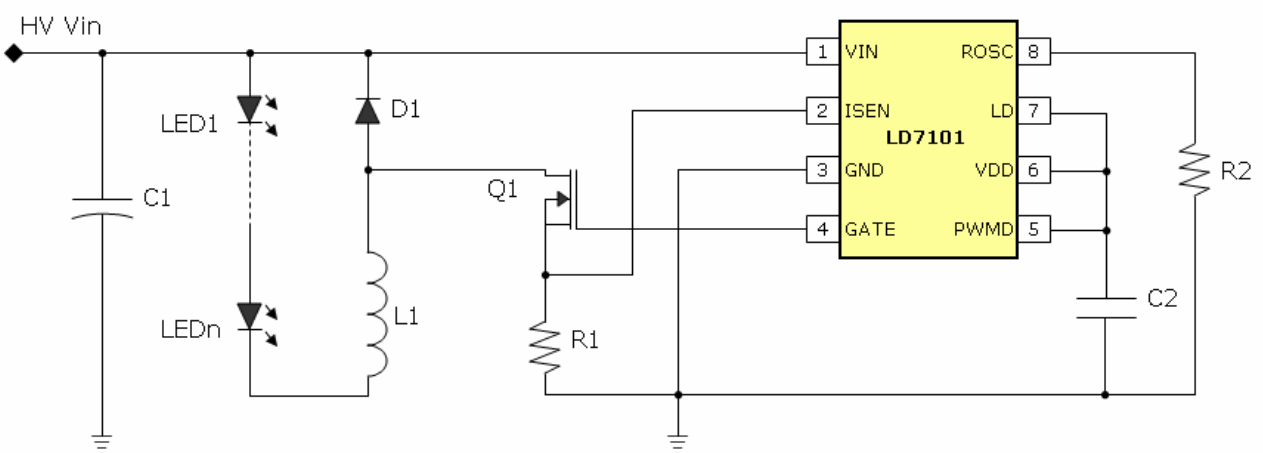 HV Vin
1 VIN ROSC 8
D1
LED1
2 ISEN LD 7
LD7101
C1
Q1
3 GND VDD 6
R2
4 GATE PWMD 5
C2
LEDn
L1
R1